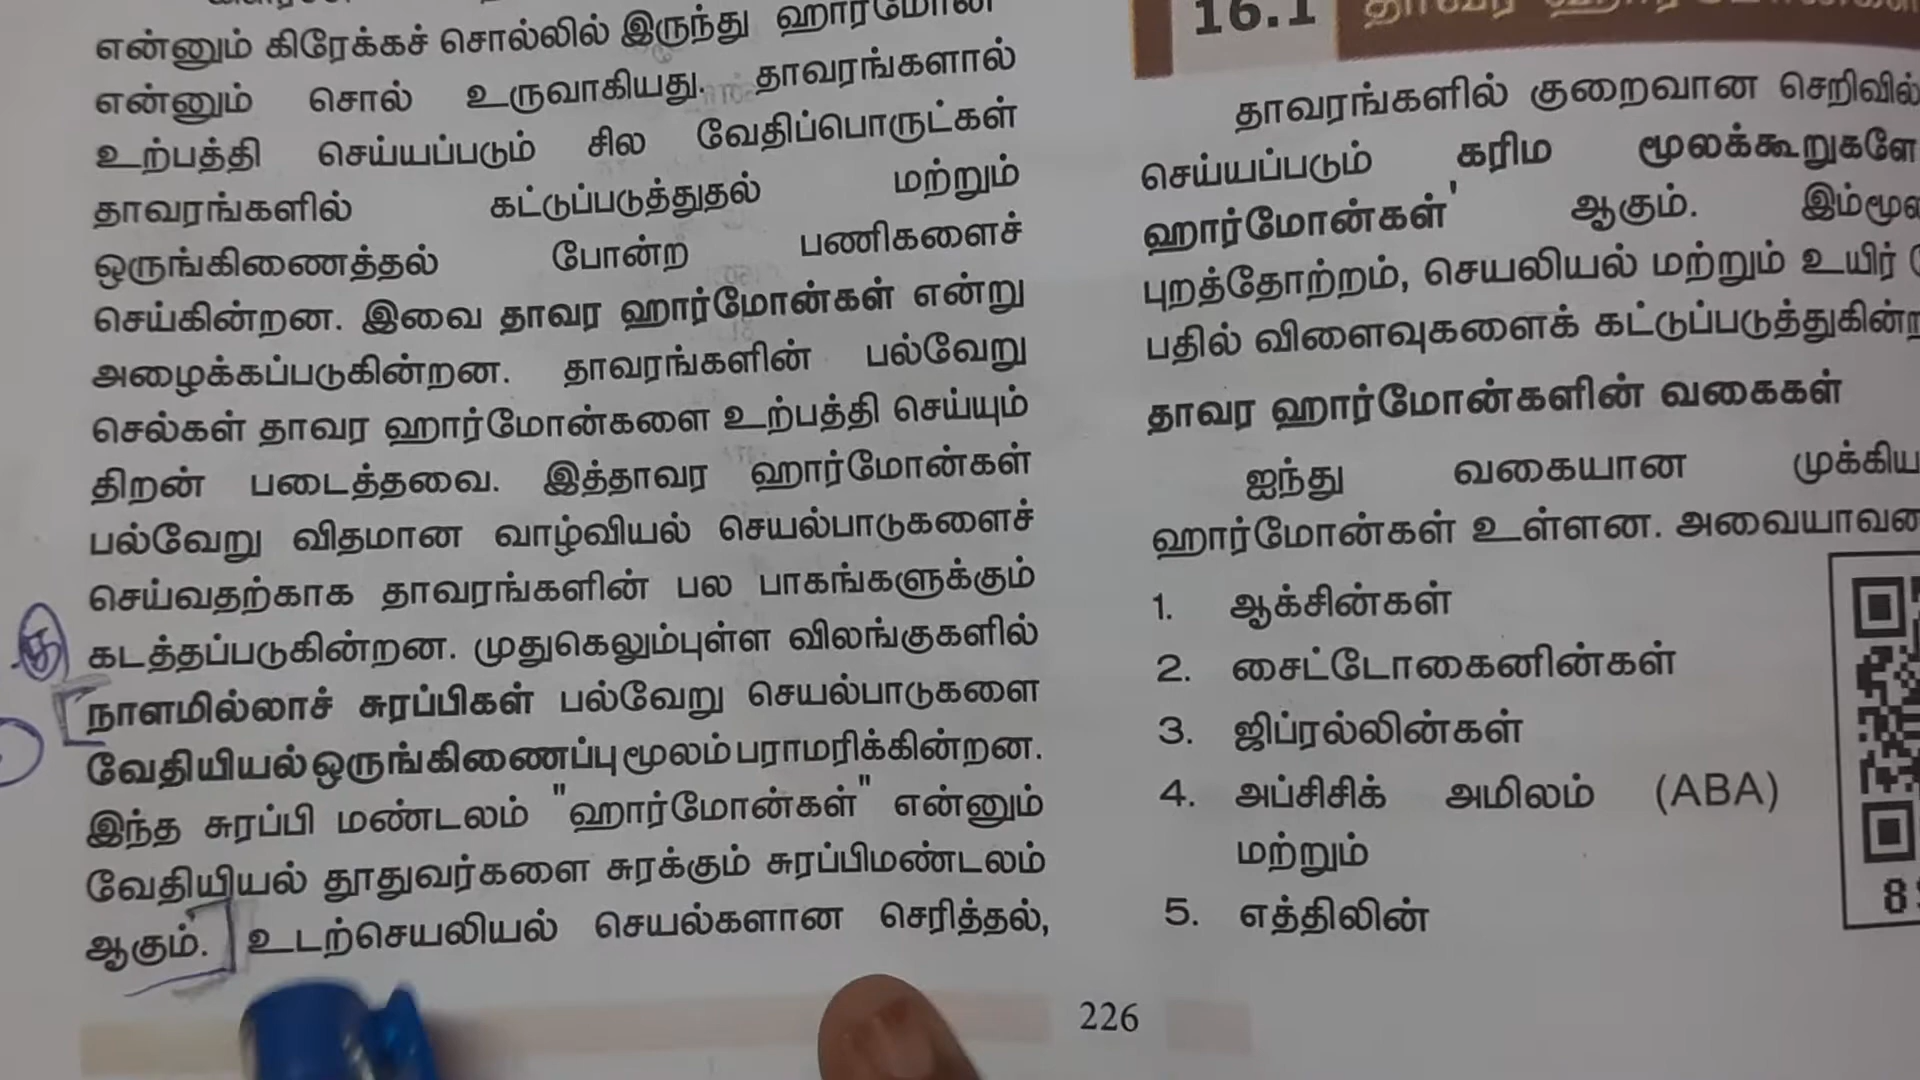 என்னும் கிரேக்கச் சொல்லில் இருந்து ஹார்மோன்
என்னும் சொல் உருவாகியது. தாவரங்களால்
உற்பத்தி செய்யப்படும் சில வேதிப்பொருட்கள்
தாவரங்களில் கட்டுப்படுத்துதல் மற்றும்
ஒருங்கிணைத்தல் போன்ற பணிகளைச்
செய்கின்றன. இவை தாவர ஹார்மோன்கள் என்று
அழைக்கப்படுகின்றன. தாவரங்களின் பல்வேறு
செல்கள் தாவர ஹார்மோன்களை உற்பத்தி செய்யும்
திறன் படைத்தவை. இத்தாவர ஹார்மோன்கள்
பல்வேறு விதமான வாழ்வியல் செயல்பாடுகளைச்
செய்வதற்காக தாவரங்களின் பல பாகங்களுக்கும்
கடத்தப்படுகின்றன. முதுகெலும்புள்ள விலங்குகளில்
நாளமில்லாச் சுரப்பிகள் பல்வேறு செயல்பாடுகளை
வேதியியல் ஒருங்கிணைப்பு மூலம் பராமரிக்கின்றன.
இந்த சுரப்பி மண்டலம் "ஹார்மோன்கள்" என்னும்
வேதியியல் தூதுவர்களை சுரக்கும் சுரப்பிமண்டலம்
ஆகும். உடற்செயலியல் செயல்களான செரித்தல்,
16.1 தாவர ஹார்மோன்கள்
தாவரங்களில் குறைவான செறிவில்
செய்யப்படும் கரிம மூலக்கூறுகளே
ஹார்மோன்கள்' ஆகும்.
புறத்தோற்றம், செயலியல் மற்றும் உயிர்
பதில் விளைவுகளைக்
தாவர ஹார்மோன்களின் வகைகள்
ஐந்து வகையான முக்கிய
ஹார்மோன்கள் உள்ளன. அவையாவன
1. ஆக்சின்கள்
2. சைட்டோகைனின்கள்
3. ஜிப்ரல்லின்கள்
4. அப்சிசிக் அமிலம் (ABA)
மற்றும்
5. எத்திலின்
226